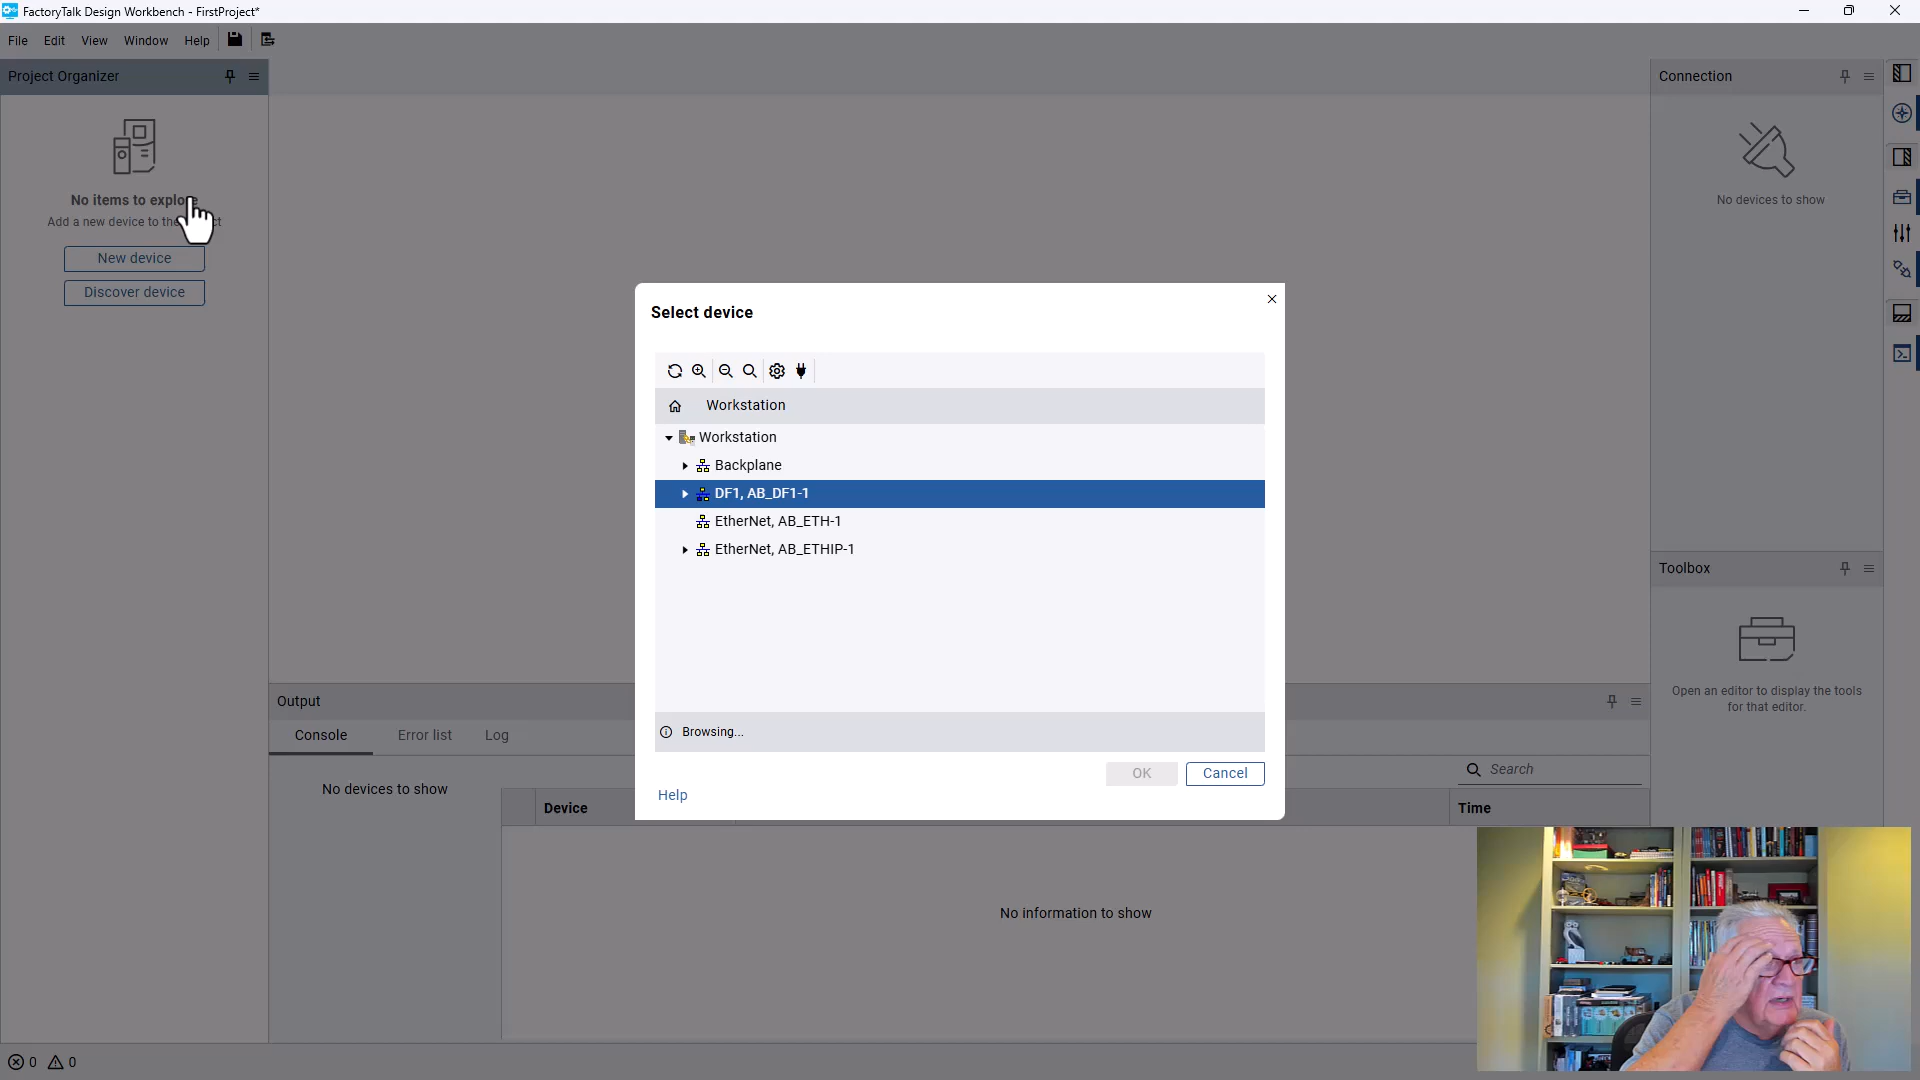 FactoryTalk Design Workbench - FirstProject*
File Edit View Window Help
Project Organizer
No items to explore
Add a new device to the
New device
Discover device
Connection
No devices to show
Select device
Workstation
Workstation
Backplane
DF1, AB_DF1-1
EtherNet, AB_ETH-1
EtherNet, AB_ETHIP-1
Browsing...
OK Cancel
Help
Toolbox
Open an editor to display the tools
for that editor.
Output
Console Error list Log
Search
No devices to show
Device Time
No information to show
0 0